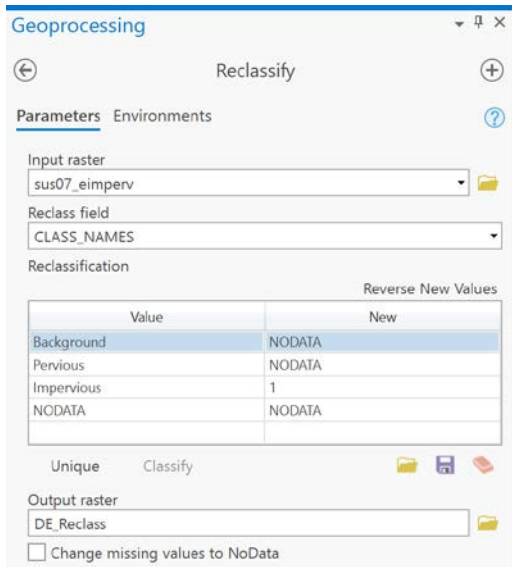 Geoprocessing
Reclassify
Parameters Environments
Input raster
sus07_eimperv
Reclass field
CLASS_NAMES
Reclassification
Reverse New Values
Value New
Background NODATA
Pervious NODATA
Impervious 1
NODATA NODATA
Unique Classify
Output raster
DE_Reclass
Change missing values to NoData